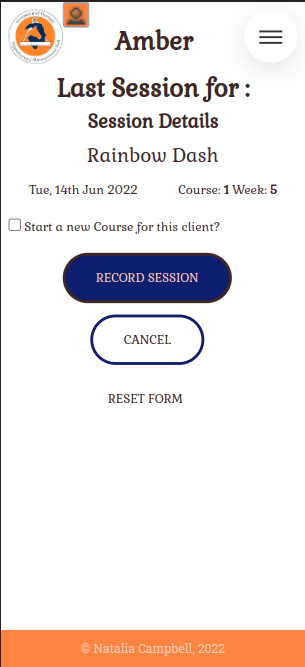 Amber
Last Session for :
Session Details
Rainbow Dash
Tue, 14th Jun 2022 Course: 1 Week: 5
Start a new Course for this client?
RECORD SESSION
CANCEL
RESET FORM
© Natalia Campbell, 2022